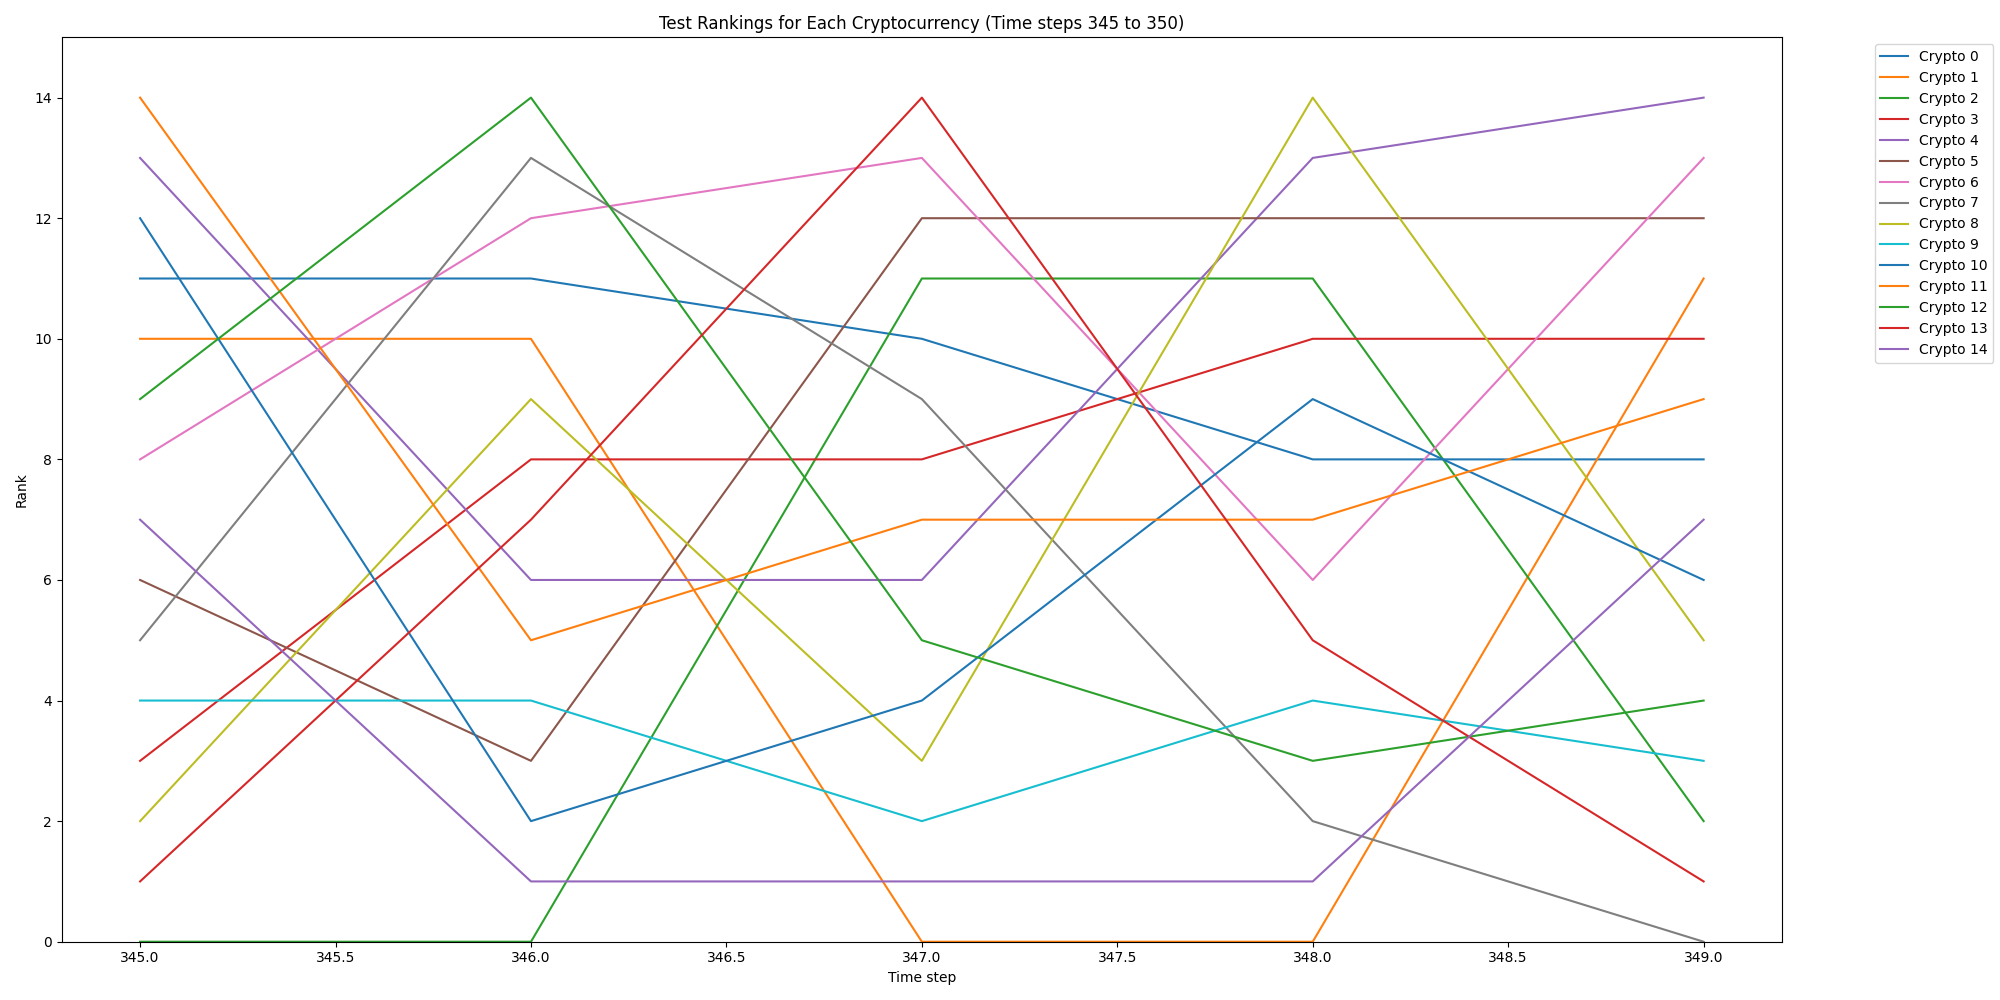 Test Rankings for Each Cryptocurrency (Time steps 345 to 350)
Rank
14
12
10
8
6
4
2
0
345.0
345.5
346.0
346.5
347.0
347.5
348.0
348.5
349.0
Time step
Crypto 0
Crypto 1
Crypto 2
Crypto 3
Crypto 4
Crypto 5
Crypto 6
Crypto 7
Crypto 8
Crypto 9
Crypto 10
Crypto 11
Crypto 12
Crypto 13
Crypto 14